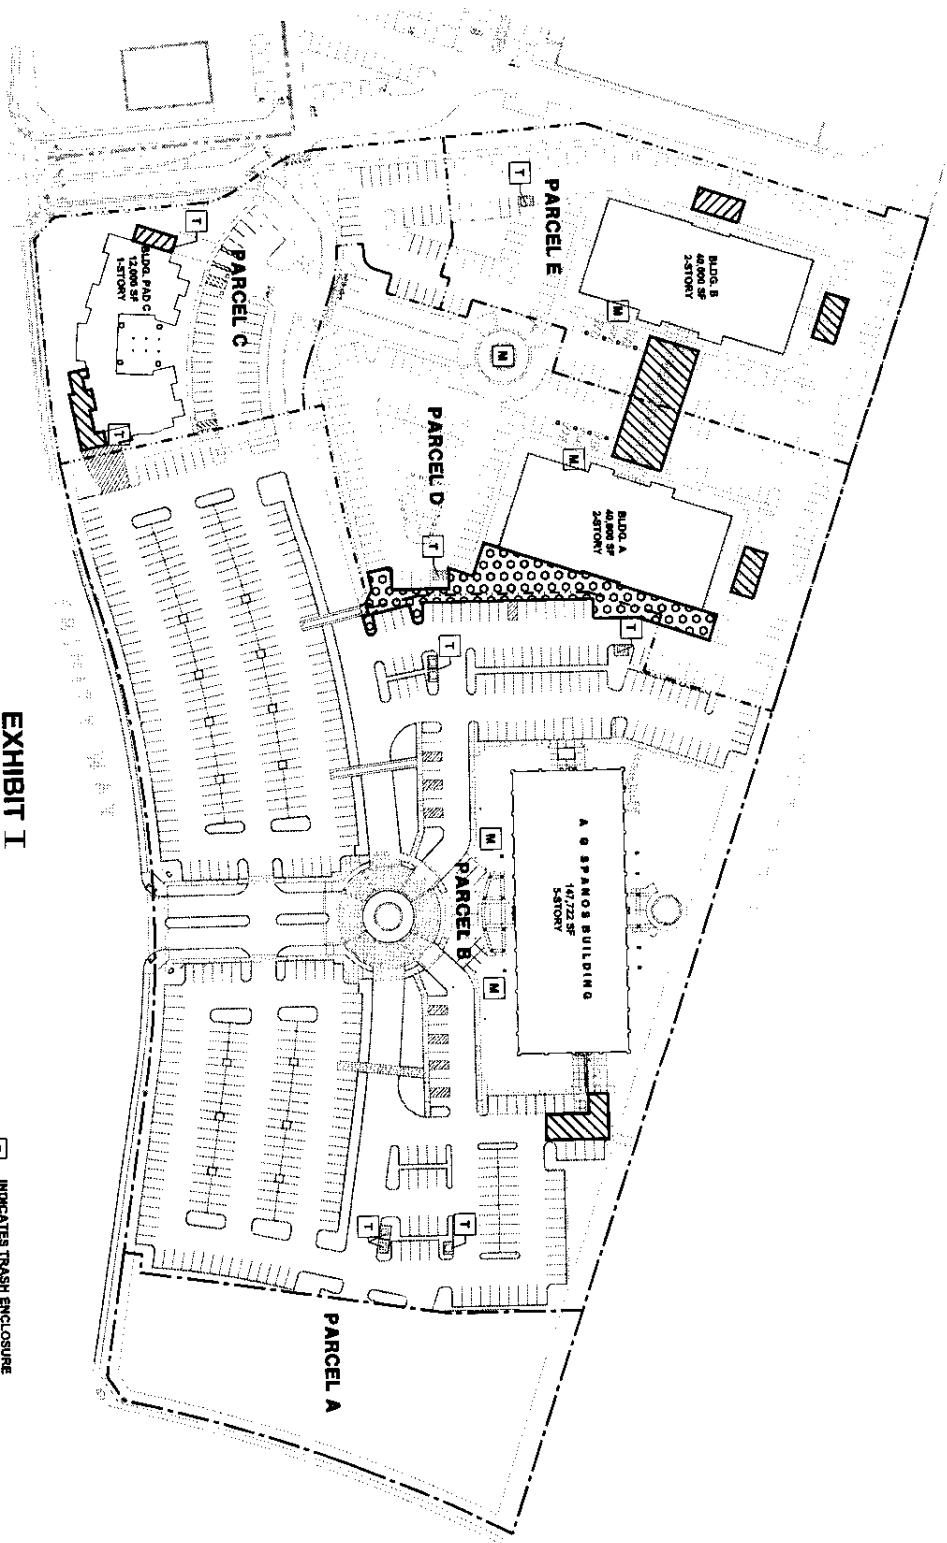 PARCEL E
T
BLDG. B
40,000 SF
2-STORY
M
T
BLDG. PAD C
12,000 SF
1-STORY
PARCEL C
M
T
PARCEL D
M
BLDG. A
40,000 SF
2-STORY
T
T
T
A G SPANOS BUILDING
147,722 SF
5-STORY
M
PARCEL B
M
T
T
PARCEL A
EXHIBIT I
INDICATES TRASH ENCLOSURE